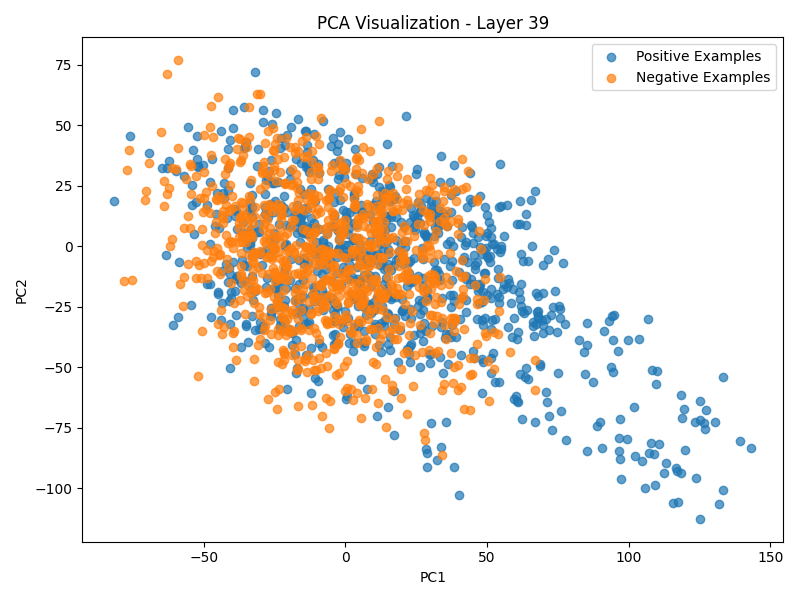 PCA Visualization - Layer 39
Positive Examples
Negative Examples
75
50
25
0
−25
−50
−75
−100
PC2
−50
0
50
100
150
PC1